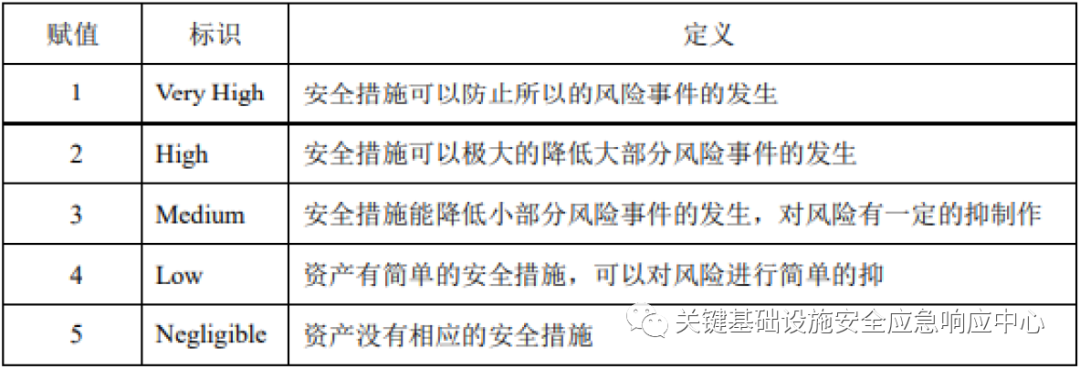 赋值 标识 定义
1 Very High 安全措施可以防止所以的风险事件的发生
2 High 安全措施可以极大的降低大部分风险事件的发生
3 Medium 安全措施能降低小部分风险事件的发生，对风险有一定的抑制作
4 Low 资产有简单的安全措施，可以对风险进行简单的抑
5 Negligible 资产没有相应的安全措施
关键基础设施安全应急响应中心